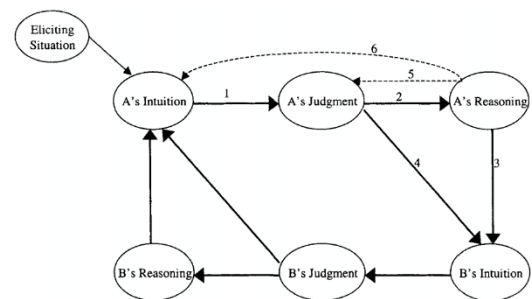 Eliciting
Situation
6
5
A's Intuition
1
A's Judgment
2
A's Reasoning
4
3
B's Reasoning
B's Judgment
B's Intuition